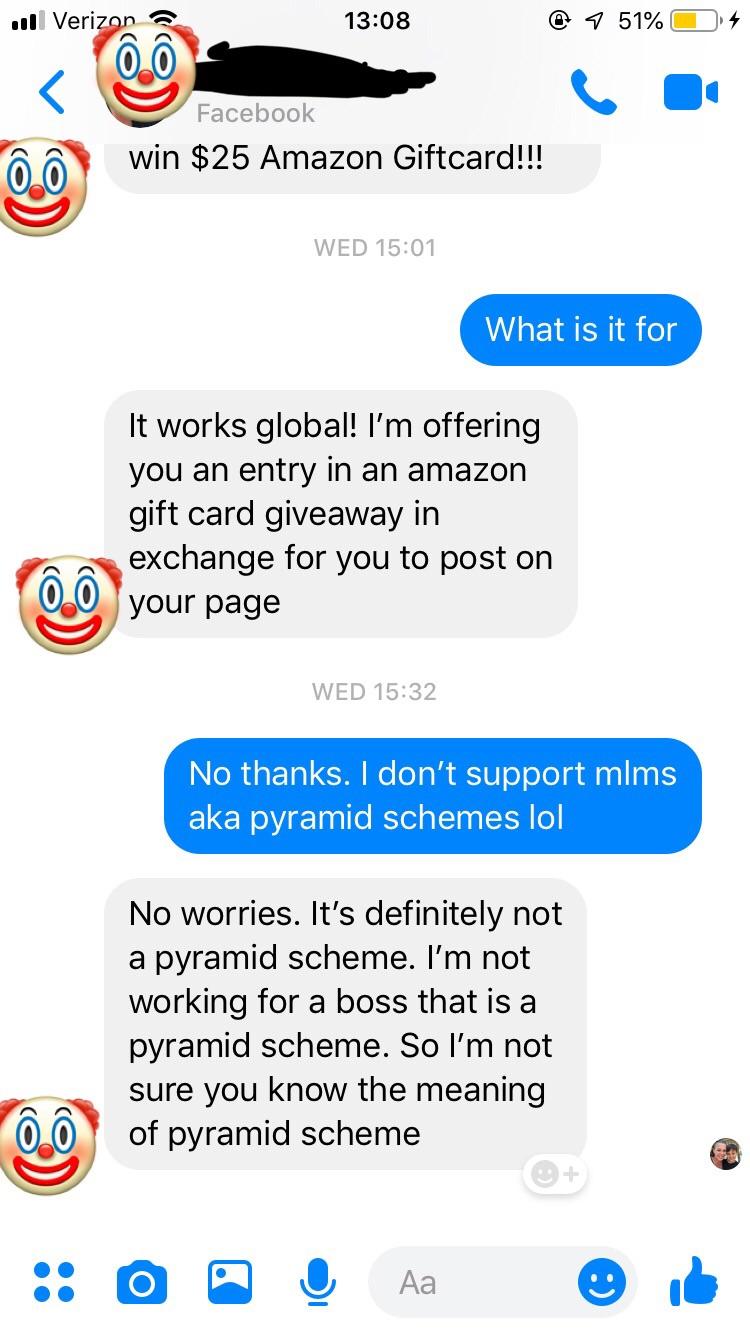 Verizon
13:08
51%
Facebook
win $25 Amazon Giftcard!!!
WED 15:01
What is it for
It works global! I'm offering
you an entry in an amazon
gift card giveaway in
exchange for you to post on
your page
WED 15:32
No thanks. I don't support mlms
aka pyramid schemes lol
No worries. It's definitely not
a pyramid scheme. I'm not
working for a boss that is a
pyramid scheme. So I'm not
sure you know the meaning
of pyramid scheme
Aa